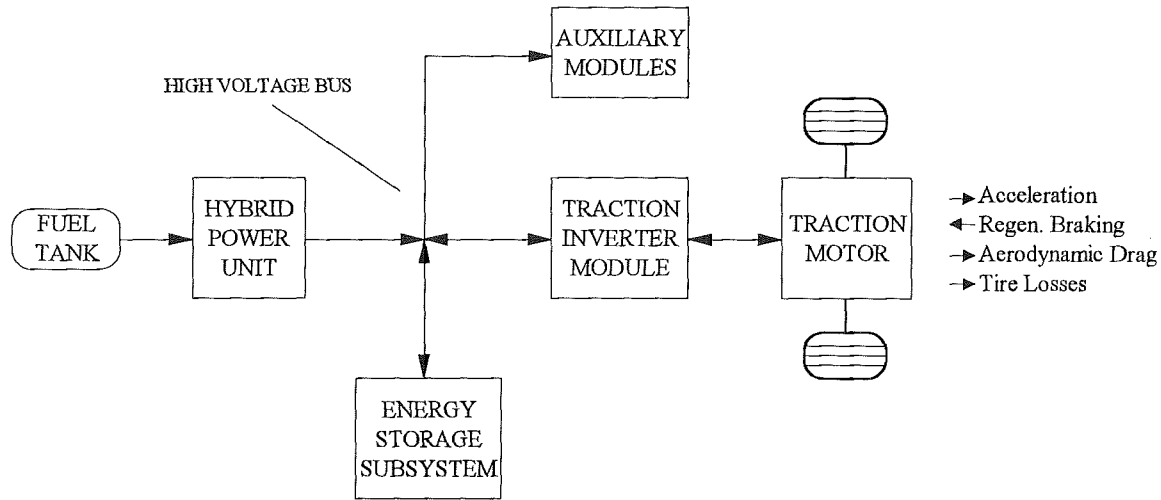 AUXILIARY
MODULES
HIGH VOLTAGE BUS
FUEL
TANK
HYBRID
POWER
UNIT
TRACTION
INVERTER
MODULE
TRACTION
MOTOR
Acceleration
Regen. Braking
Aerodynamic Drag
Tire Losses
ENERGY
STORAGE
SUBSYSTEM